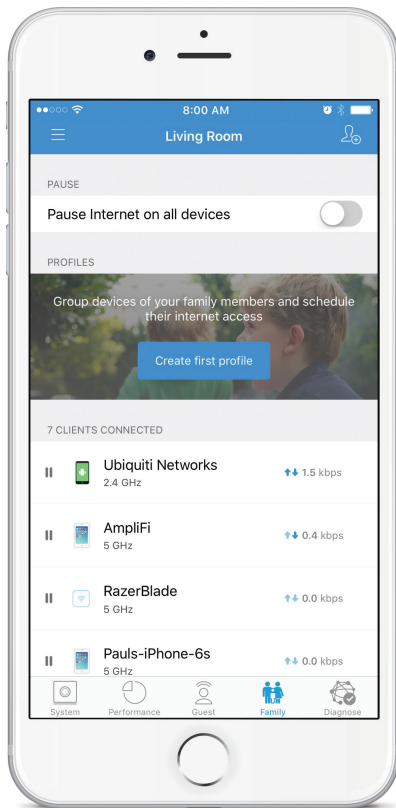 8:00 AM
Living Room
PAUSE
Pause Internet on all devices
PROFILES
Group devices of your family members and schedule
their internet access
Create first profile
7 CLIENTS CONNECTED
Ubiquiti Networks
2.4 GHz
1.5 kbps
AmpliFi
5 GHz
0.4 kbps
RazerBlade
5 GHz
0.0 kbps
Pauls-iPhone-6s
5 GHz
0.0 kbps
System Performance Guest Family Diagnose